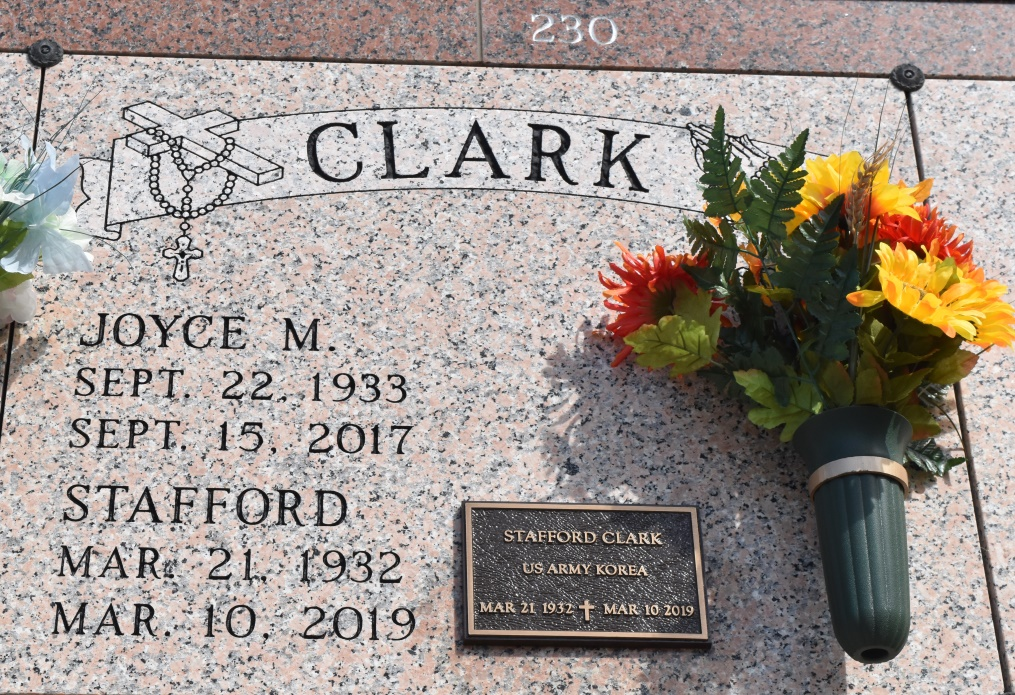 230
CLARK
JOYCE M.
SEPT. 22, 1933
SEPT. 15, 2017
STAFFORD
MAR. 21, 1932
MAR. 10, 2019
STAFFORD CLARK
US ARMY KOREA
MAR 21 1932 ✝ MAR 10 2019